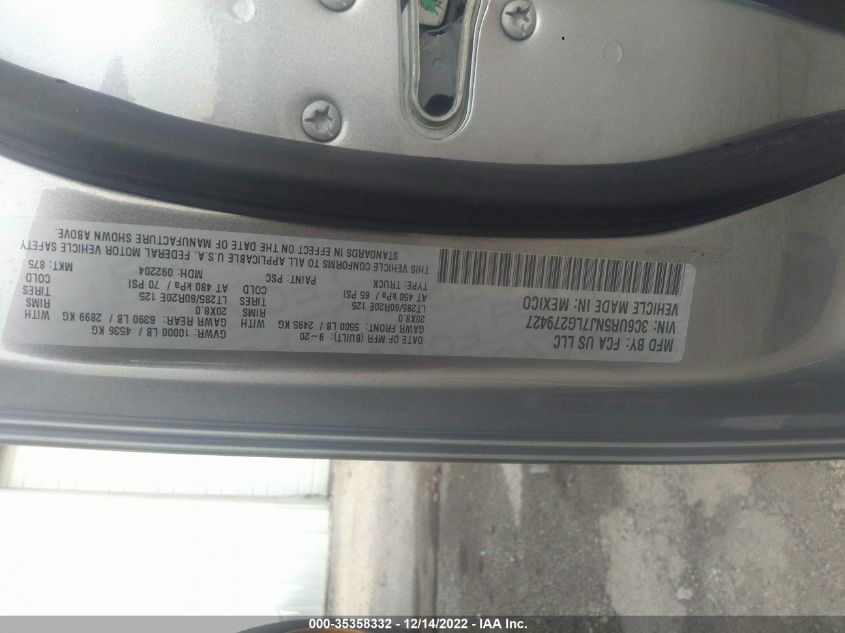 MFD BY: FCA US LLC
DATE OF MFR (BUILT): 9-20
GVWR: 10000 LB / 4536 KG
GAWR FRONT: 5500 LB / 2495 KG WITH
GAWR REAR: 6390 LB / 2899 KG WITH
20X8.0 RIMS
20X8.0 RIMS
LT285/60R20E 125 TIRES
LT285/60R20E 125 TIRES
AT 450 kPa / 65 PSI COLD
AT 480 kPa / 70 PSI COLD
VIN: 3C6UR5NJ7LG279427
TYPE: TRUCK
PAINT: PSC
MDH: 092204
MKT: 875
VEHICLE MADE IN: MEXICO
THIS VEHICLE CONFORMS TO ALL APPLICABLE U.S.A. FEDERAL MOTOR VEHICLE SAFETY
STANDARDS IN EFFECT ON THE DATE OF MANUFACTURE SHOWN ABOVE.
000-35358332 - 12/14/2022 - IAA Inc.